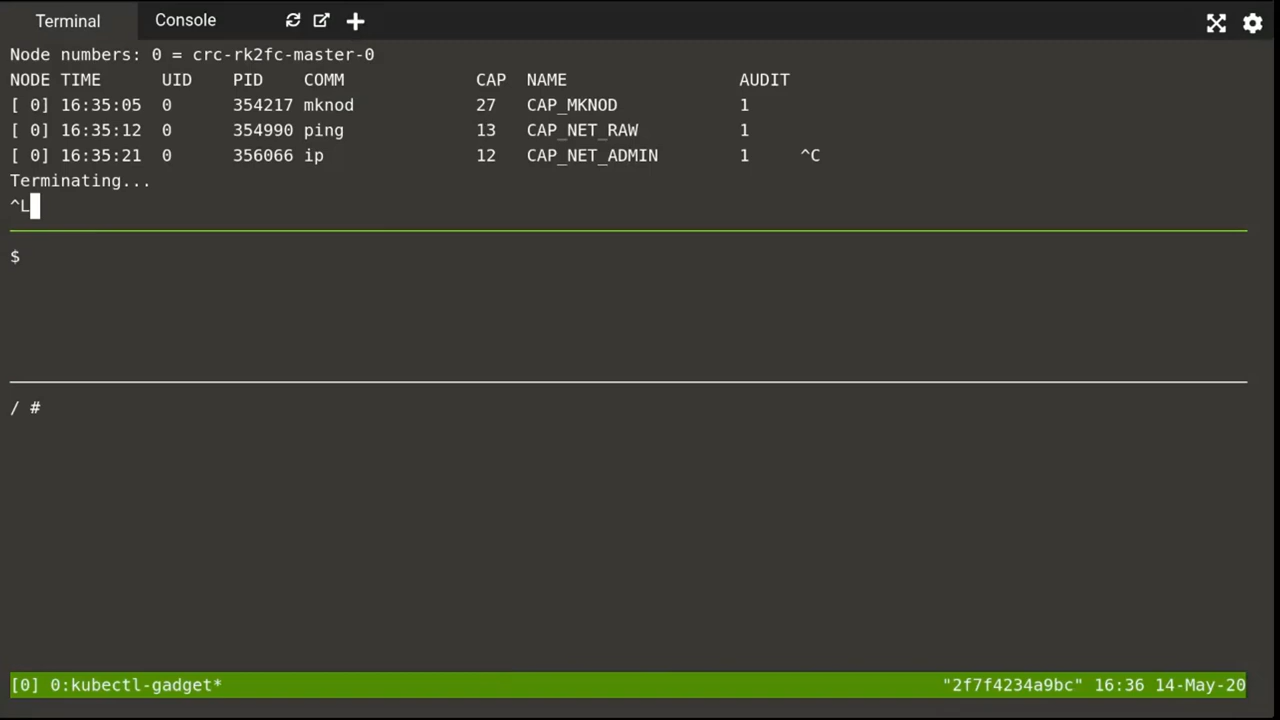 Terminal Console
Node numbers: 0 = crc-rk2fc-master-0
NODE TIME UID PID COMM CAP NAME AUDIT
[ 0] 16:35:05 0 354217 mknod 27 CAP_MKNOD 1
[ 0] 16:35:12 0 354990 ping 13 CAP_NET_RAW 1
[ 0] 16:35:21 0 356066 ip 12 CAP_NET_ADMIN 1 ^C
Terminating...
^L
$
/ #
[0] 0:kubectl-gadget* "2f7f4234a9bc" 16:36 14-May-20